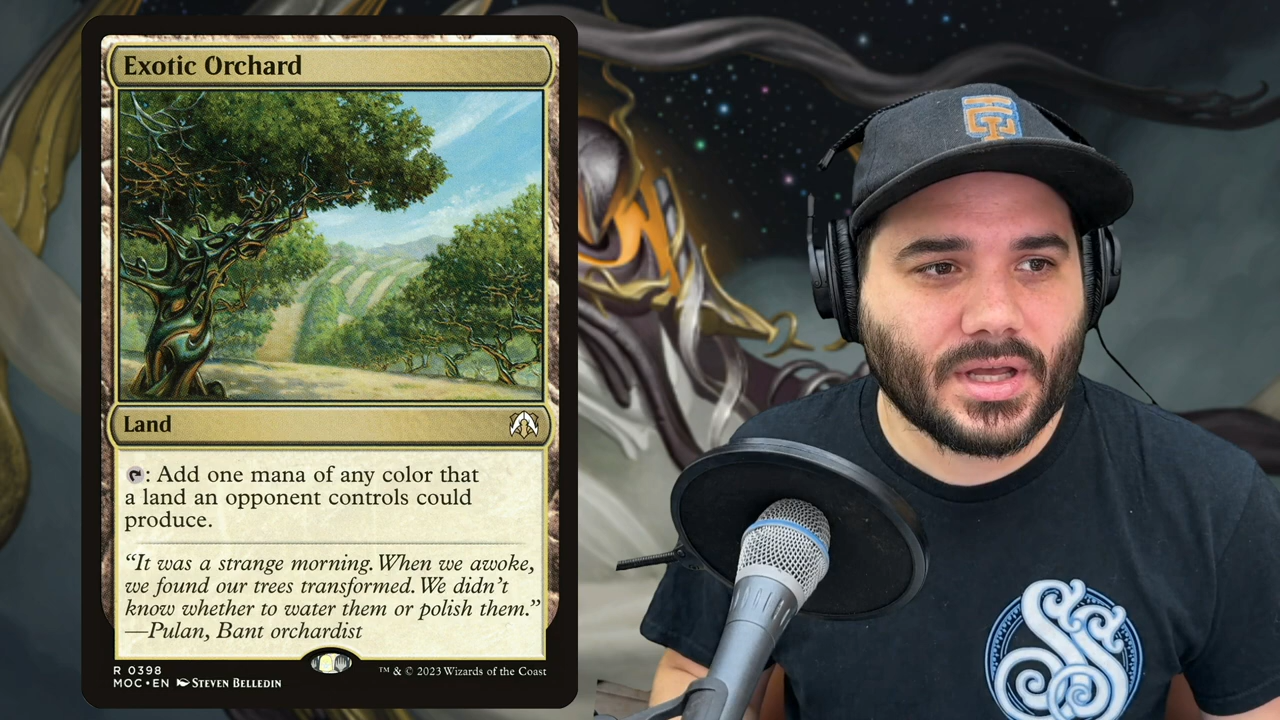 Exotic Orchard
Land
: Add one mana of any color that
a land an opponent controls could
produce.
“It was a strange morning. When we awoke,
we found our trees transformed. We didn’t
know whether to water them or polish them.”
—Pulan, Bant orchardist
R 0398
MOC • EN Steven Belledin
™ & © 2023 Wizards of the Coast